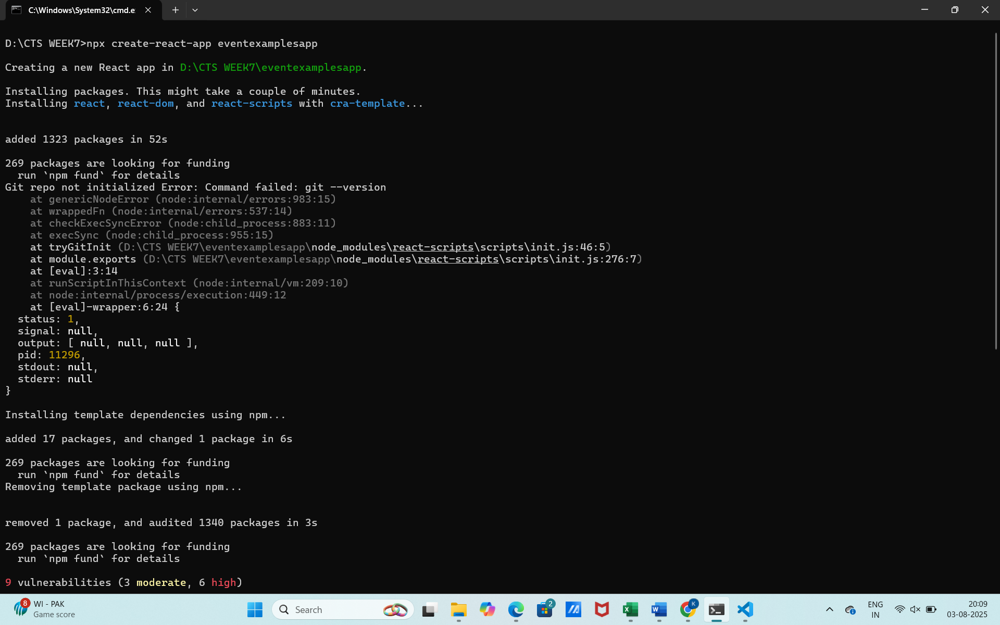 C:\Windows\System32\cmd.e
D:\CTS WEEK7>npx create-react-app eventexamplesapp
Creating a new React app in D:\CTS WEEK7\eventexamplesapp.
Installing packages. This might take a couple of minutes.
Installing react, react-dom, and react-scripts with cra-template...
added 1323 packages in 52s
269 packages are looking for funding
  run `npm fund` for details
Git repo not initialized Error: Command failed: git --version
    at genericNodeError (node:internal/errors:983:15)
    at wrappedFn (node:internal/errors:537:14)
    at checkExecSyncError (node:child_process:883:11)
    at execSync (node:child_process:955:15)
    at tryGitInit (D:\CTS WEEK7\eventexamplesapp\node_modules\react-scripts\scripts\init.js:46:5)
    at module.exports (D:\CTS WEEK7\eventexamplesapp\node_modules\react-scripts\scripts\init.js:276:7)
    at [eval]:3:14
    at runScriptInThisContext (node:internal/vm:209:10)
    at node:internal/process/execution:449:12
    at [eval]-wrapper:6:24 {
  status: 1,
  signal: null,
  output: [ null, null, null ],
  pid: 11296,
  stdout: null,
  stderr: null
}
Installing template dependencies using npm...
added 17 packages, and changed 1 package in 6s
269 packages are looking for funding
  run `npm fund` for details
Removing template package using npm...
removed 1 package, and audited 1340 packages in 3s
269 packages are looking for funding
  run `npm fund` for details
9 vulnerabilities (3 moderate, 6 high)
8
WI - PAK
Game score
Search
2
K
ENG
IN
20:09
03-08-2025